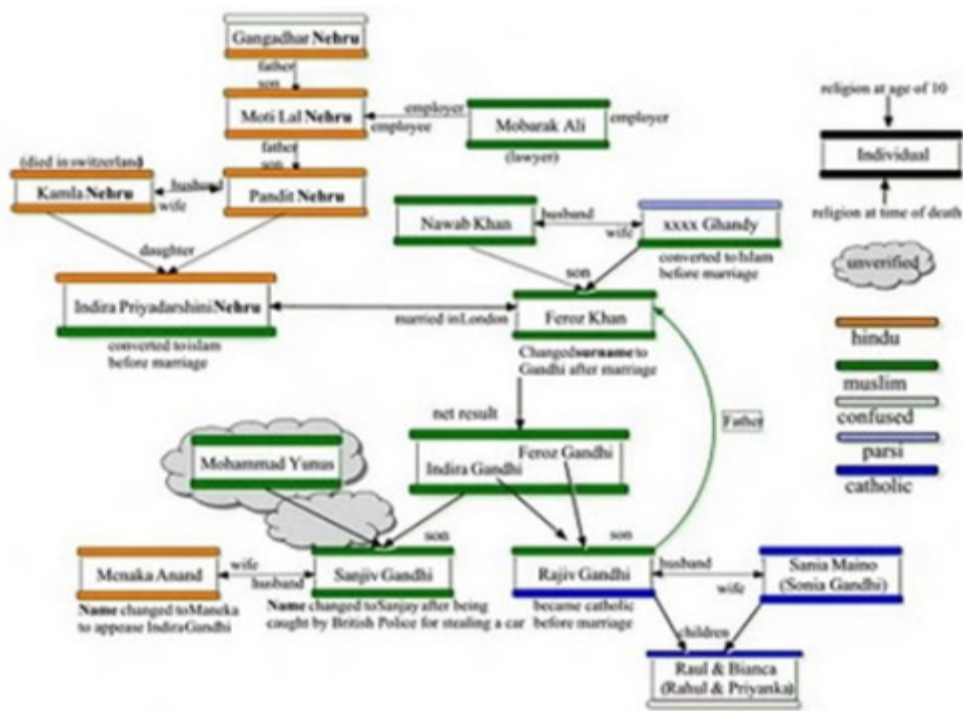 Gangadhar Nehru
father
son
Moti Lal Nehru
employer
employee
Mobarak Ali
employer
(lawyer)
religion at age of 10
Individual
religion at time of death
father
son
(died in switzerland)
Kamla Nehru
husband
wife
Pandit Nehru
daughter
Nawab Khan
husband
wife
xxxx Ghandy
converted to Islam
before marriage
son
unverified
Indira Priyadarshini Nehru
converted to islam
before marriage
married in London
Feroz Khan
Changed surname to
Gandhi after marriage
hindu
muslim
confused
parsi
catholic
net result
Father
Mohammad Yunus
Feroz Gandhi
Indira Gandhi
son
son
Menaka Anand
wife
husband
Sanjiv Gandhi
Rajiv Gandhi
husband
wife
Sania Maino
(Sonia Gandhi)
Name changed to Maneka
to appease Indira Gandhi
Name changed to Sanjay after being
caught by British Police for stealing a car
became catholic
before marriage
children
Raul & Bianca
(Rahul & Priyanka)